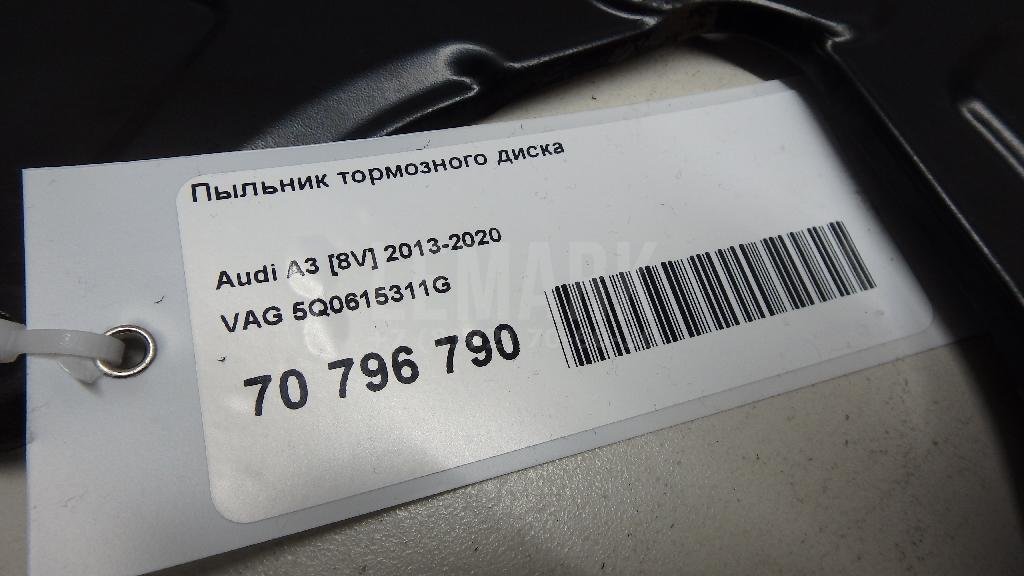 Пыльник тормозного диска
Audi A3 [8V] 2013-2020
VAG 5Q0615311G
70 796 790